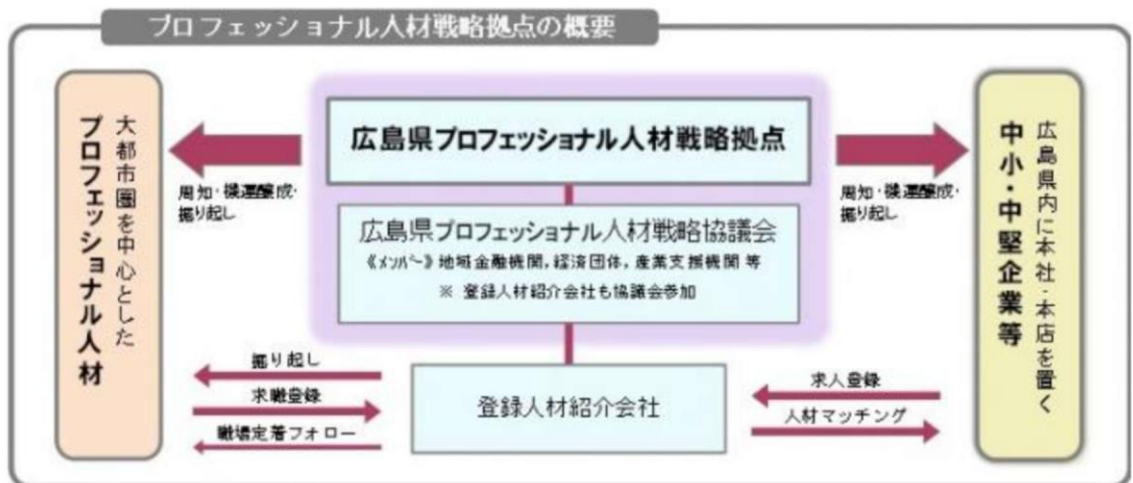 プロフェッショナル人材戦略拠点の概要
大都市圏を中心とした
プロフェッショナル人材
周知・機運醸成・
掘り起し
広島県プロフェッショナル人材戦略拠点
広島県プロフェッショナル人材戦略協議会
《メンバー》地域金融機関，経済団体，産業支援機関 等
※ 登録人材紹介会社も協議会参加
周知・機運醸成・
掘り起し
広島県内に本社・本店を置く
中小・中堅企業等
掘り起し
求職登録
職場定着フォロー
登録人材紹介会社
求人登録
人材マッチング